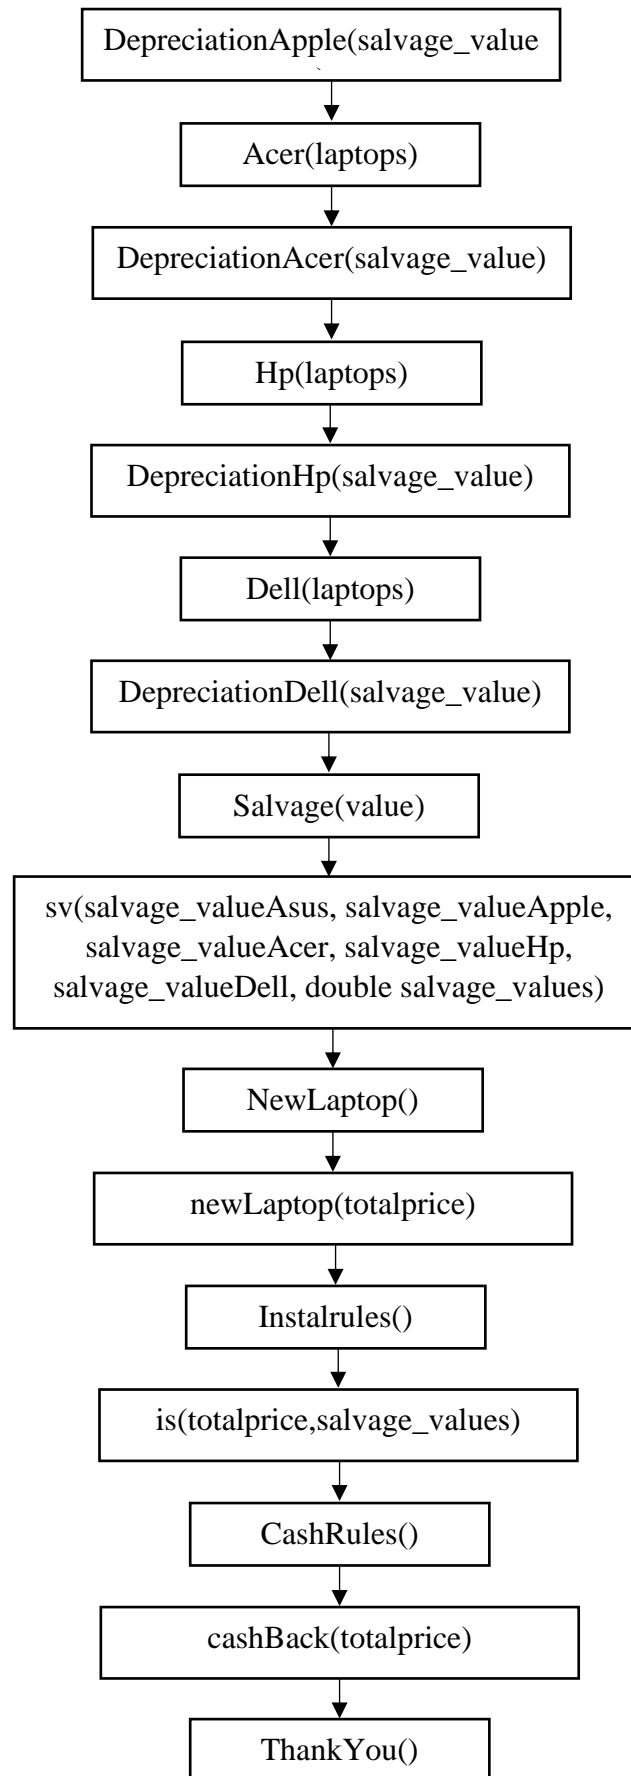 DepreciationApple(salvage_value
Acer(laptops)
DepreciationAcer(salvage_value)
Hp(laptops)
DepreciationHp(salvage_value)
Dell(laptops)
DepreciationDell(salvage_value)
Salvage(value)
sv(salvage_valueAsus, salvage_valueApple,
salvage_valueAcer, salvage_valueHp,
salvage_valueDell, double salvage_values)
NewLaptop()
newLaptop(totalprice)
Instalrules()
is(totalprice,salvage_values)
CashRules()
cashBack(totalprice)
ThankYou()